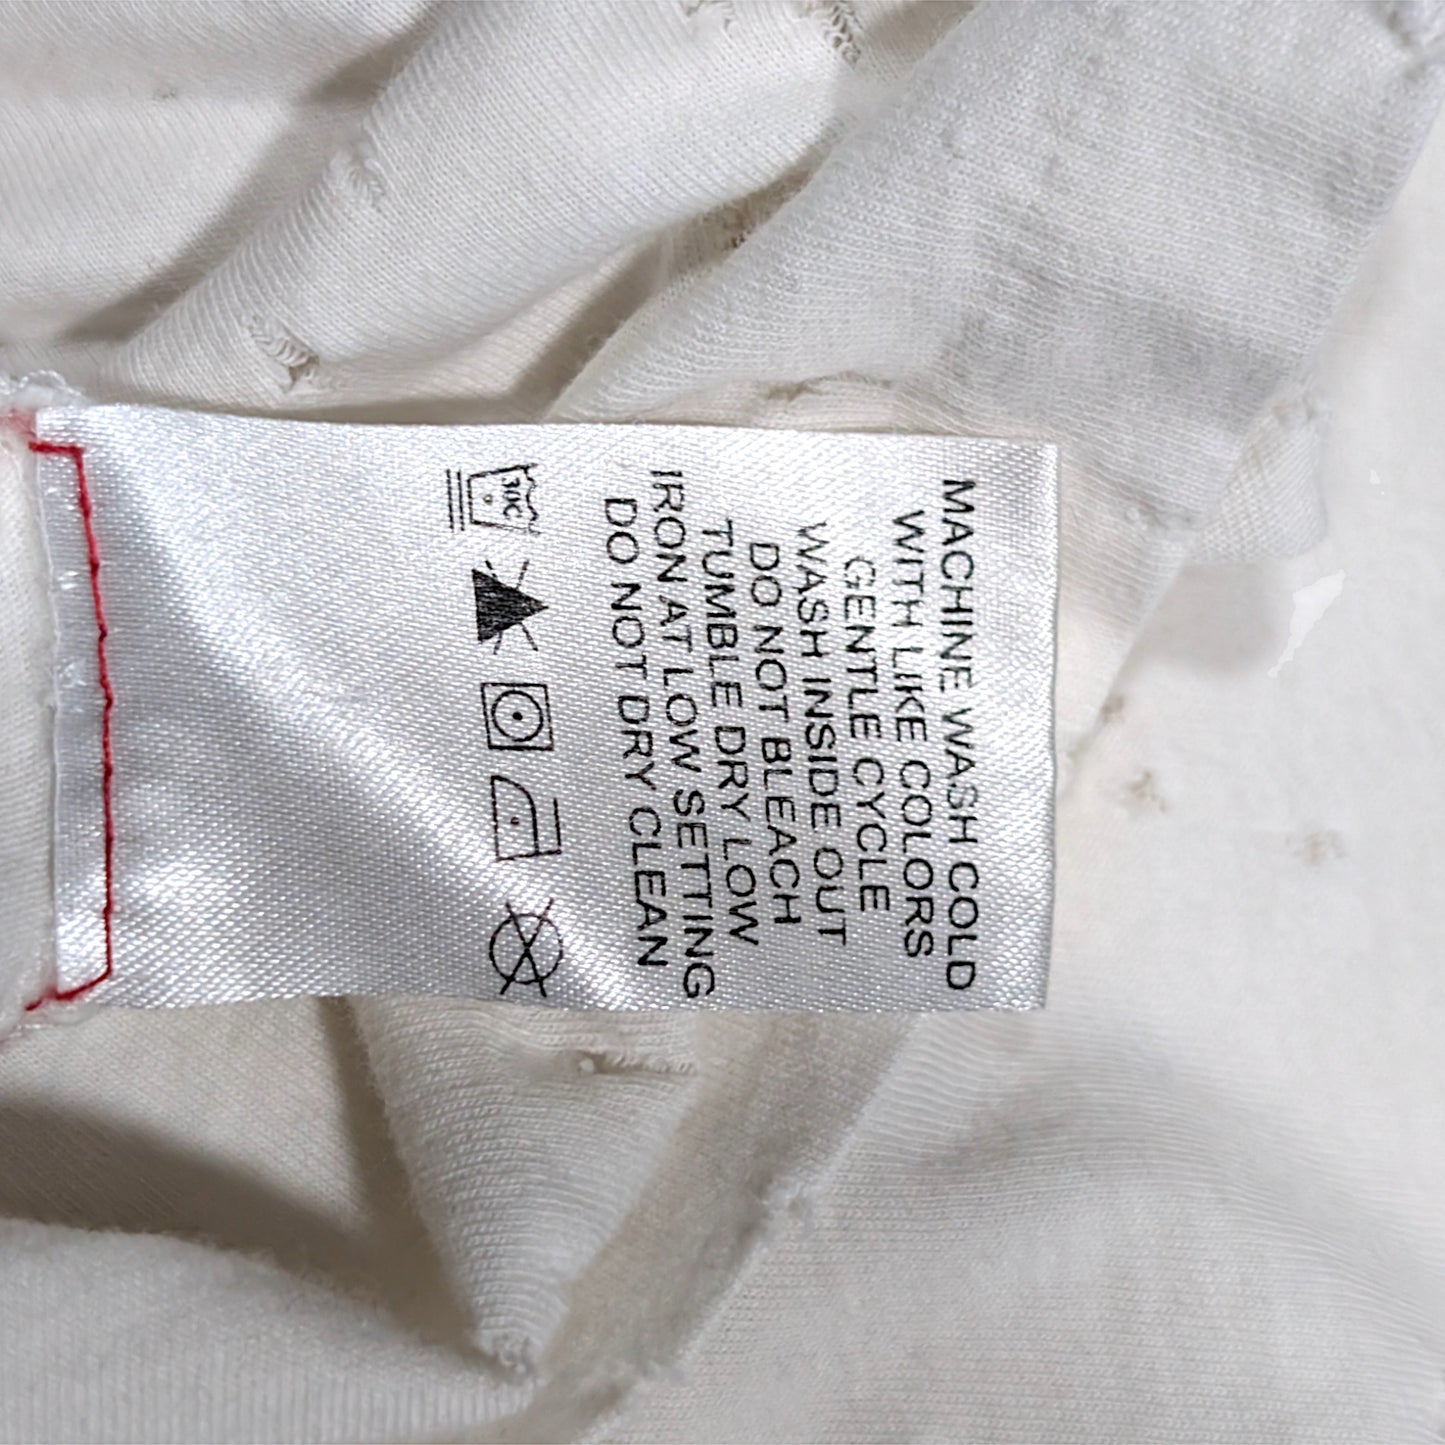 MACHINE WASH COLD
WITH LIKE COLORS
GENTLE CYCLE
WASH INSIDE OUT
DO NOT BLEACH
TUMBLE DRY LOW
IRON AT LOW SETTING
DO NOT DRY CLEAN
30C